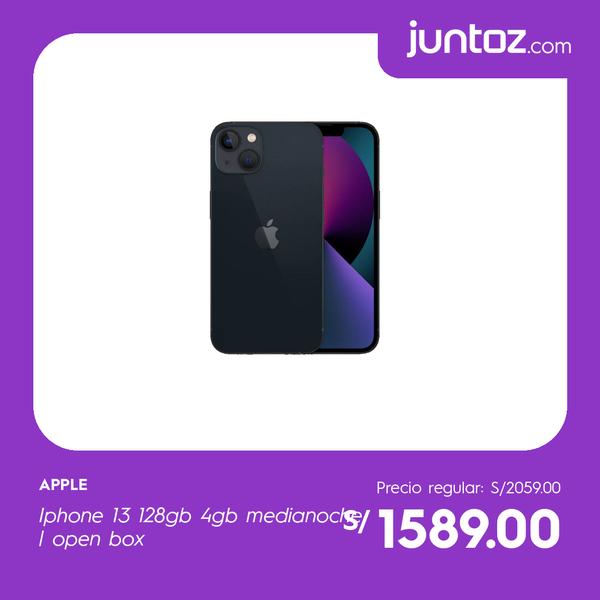 juntoz.com
APPLE
Iphone 13 128gb 4gb medianoche
| open box
Precio regular: S/2059.00
S/ 1589.00